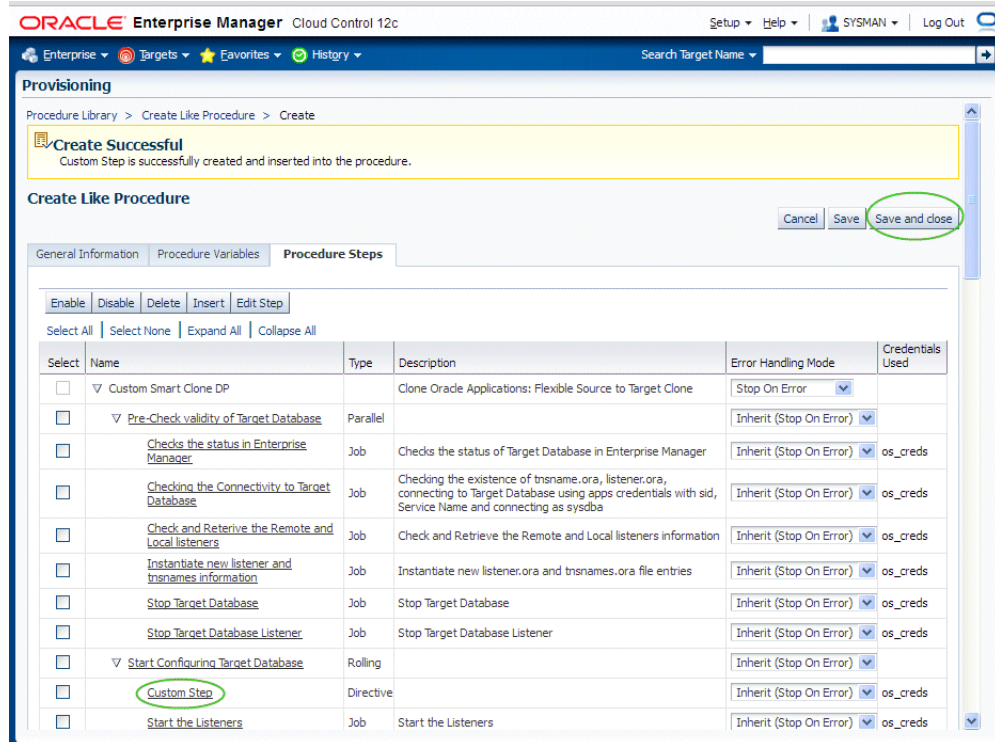 ORACLE Enterprise Manager Cloud Control 12c
Setup Help SYSMAN Log Out
Enterprise Targets Favorites History Search Target Name
Provisioning
Procedure Library > Create Like Procedure > Create
Create Successful
Custom Step is successfully created and inserted into the procedure.
Create Like Procedure
Cancel Save Save and close
General Information Procedure Variables Procedure Steps
Enable Disable Delete Insert Edit Step
Select All Select None Expand All Collapse All
Select Name Type Description Error Handling Mode Credentials Used
Custom Smart Clone DP Clone Oracle Applications: Flexible Source to Target Clone Stop On Error
Pre-Check validity of Target Database Parallel Inherit (Stop On Error)
Checks the status in Enterprise
Manager Job Checks the status of Target Database in Enterprise Manager Inherit (Stop On Error) os_creds
Checking the Connectivity to Target
Database Job Checking the existence of tnsname.ora, listener.ora,
connecting to Target Database using apps credentials with sid,
Service Name and connecting as sysdba Inherit (Stop On Error) os_creds
Check and Reterive the Remote and
Local listeners Job Check and Retrieve the Remote and Local listeners information Inherit (Stop On Error) os_creds
Instantiate new listener and
tnsnames information Job Instantiate new listener.ora and tnsnames.ora file entries Inherit (Stop On Error) os_creds
Stop Target Database Job Stop Target Database Inherit (Stop On Error) os_creds
Stop Target Database Listener Job Stop Target Database Listener Inherit (Stop On Error) os_creds
Start Configuring Target Database Rolling Inherit (Stop On Error)
Custom Step Directive Inherit (Stop On Error) os_creds
Start the Listeners Job Start the Listeners Inherit (Stop On Error) os_creds